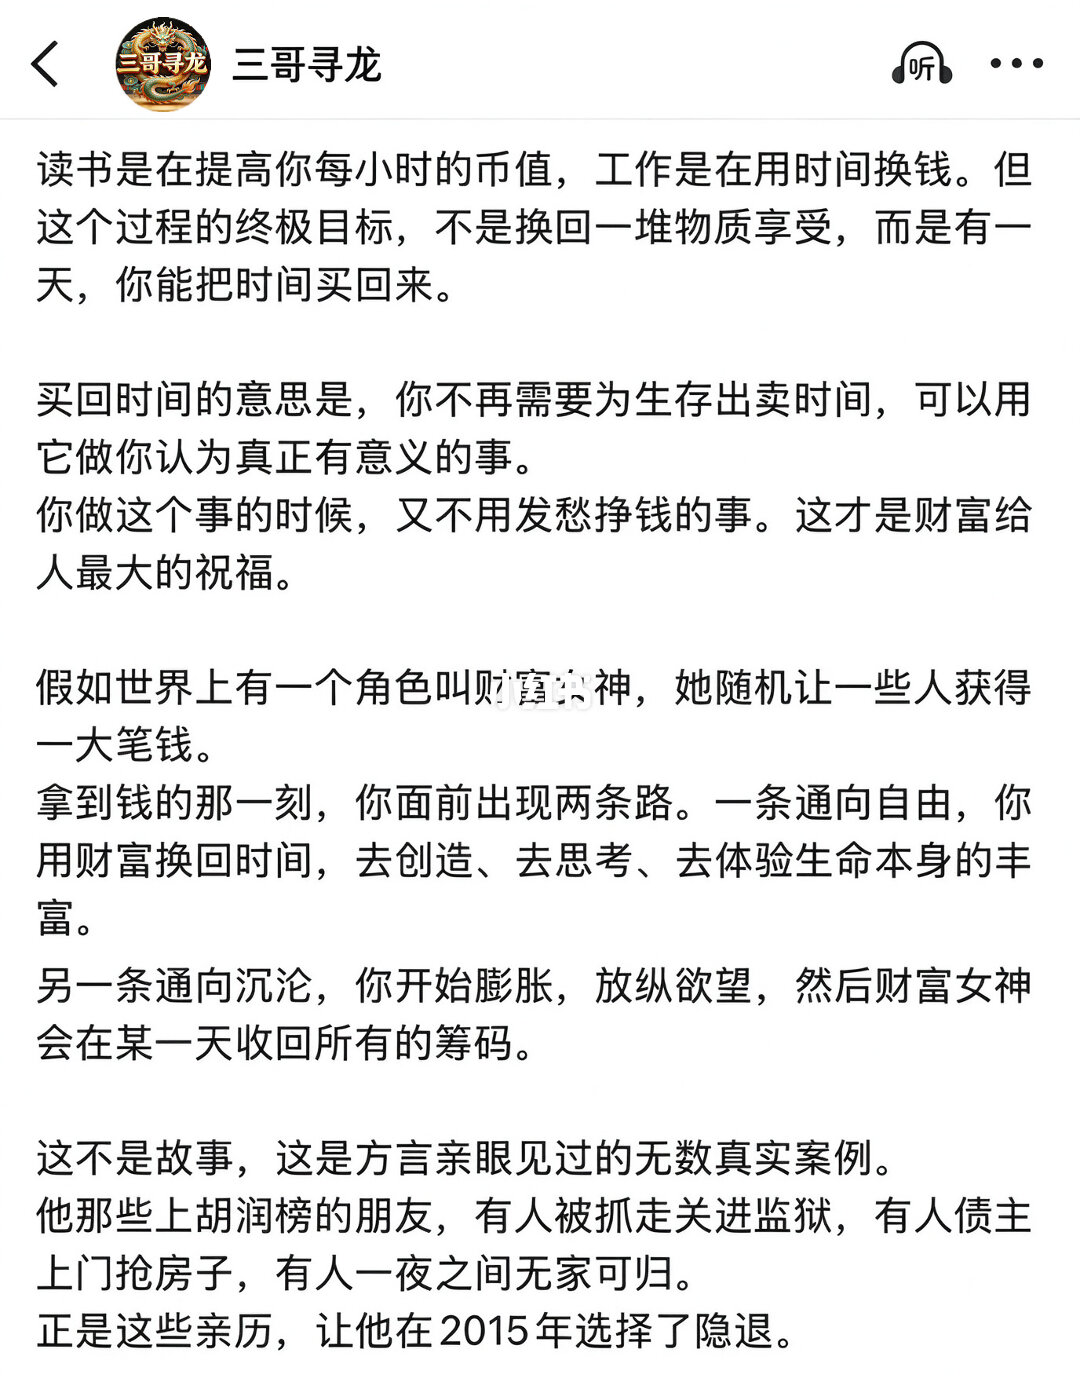 三哥寻龙
三哥寻龙
听
读书是在提高你每小时的币值，工作是在用时间换钱。但
这个过程的终极目标，不是换回一堆物质享受，而是有一
天，你能把时间买回来。
买回时间的意思是，你不再需要为生存出卖时间，可以用
它做你认为真正有意义的事。
你做这个事的时候，又不用发愁挣钱的事。这才是财富给
人最大的祝福。
假如世界上有一个角色叫财富女神，她随机让一些人获得
一大笔钱。
拿到钱的那一刻，你面前出现两条路。一条通向自由，你
用财富换回时间，去创造、去思考、去体验生命本身的丰
富。
另一条通向沉沦，你开始膨胀，放纵欲望，然后财富女神
会在某一天收回所有的筹码。
这不是故事，这是方言亲眼见过的无数真实案例。
他那些上胡润榜的朋友，有人被抓走关进监狱，有人债主
上门抢房子，有人一夜之间无家可归。
正是这些亲历，让他在2015年选择了隐退。